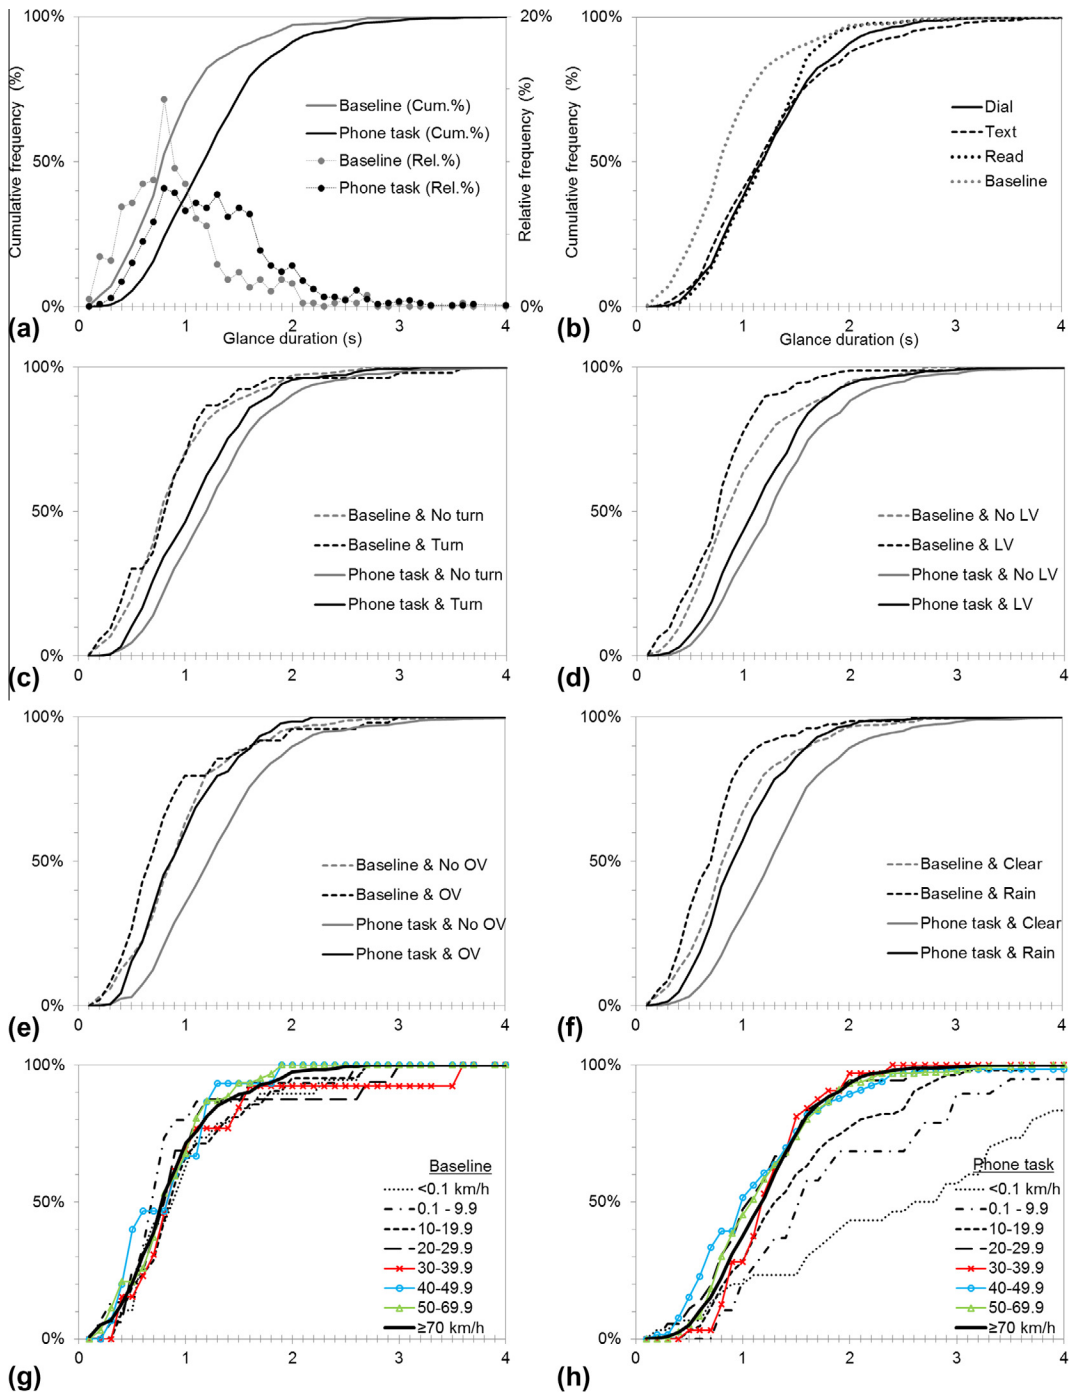 100%
20%
Cumulative frequency (%)
Baseline (Cum.%)
Phone task (Cum.%)
50%
Baseline (Rel.%)
Phone task (Rel.%)
Relative frequency (%)
0%
0%
(a)
0 1 2 3 4
Glance duration (s)
100%
Cumulative frequency (%)
Dial
Text
50%
Read
Baseline
0%
(b)
0 1 2 3 4
Glance duration (s)
100%
50%
Baseline & No turn
Baseline & Turn
Phone task & No turn
Phone task & Turn
0%
(c)
0 1 2 3 4
100%
50%
Baseline & No LV
Baseline & LV
Phone task & No LV
Phone task & LV
0%
(d)
0 1 2 3 4
100%
50%
Baseline & No OV
Baseline & OV
Phone task & No OV
Phone task & OV
0%
(e)
0 1 2 3 4
100%
50%
Baseline & Clear
Baseline & Rain
Phone task & Clear
Phone task & Rain
0%
(f)
0 1 2 3 4
100%
50%
Baseline
<0.1 km/h
0.1 - 9.9
10-19.9
20-29.9
30-39.9
40-49.9
50-69.9
≥70 km/h
0%
(g)
0 1 2 3 4
100%
50%
Phone task
<0.1 km/h
0.1 - 9.9
10-19.9
20-29.9
30-39.9
40-49.9
50-69.9
≥70 km/h
0%
(h)
0 1 2 3 4